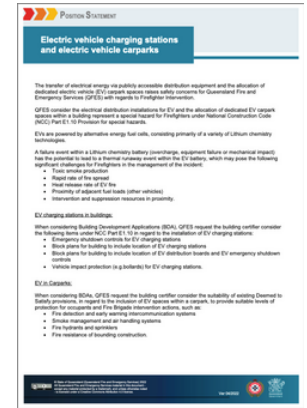 POSITION STATEMENT
Electric vehicle charging stations
and electric vehicle carparks
The transfer of electrical energy via publicly accessible distribution equipment and the allocation of
dedicated electric vehicle (EV) carpark spaces raises safety concerns for Queensland Fire and
Emergency Services (QFES) with regards to Firefighter Intervention.
QFES consider the electrical distribution installations for EV and the allocation of dedicated EV carpark
spaces within a building represent a special hazard for Firefighters under National Construction Code
(NCC) Part E1.10 Provision for special hazards.
EVs are powered by alternative energy fuel cells, consisting primarily of a variety of Lithium chemistry
technologies.
A failure event within a Lithium chemistry battery (overcharge, equipment failure or mechanical impact)
has the potential to lead to a thermal runaway event within the EV battery, which may pose the following
significant challenges for Firefighters in the management of the incident:
• Toxic smoke production
• Rapid rate of fire spread
• Heat release rate of EV fire
• Proximity of adjacent fuel loads (other vehicles)
• Intervention and suppression resources in proximity.
EV charging stations in buildings:
When considering Building Development Applications (BDA), QFES request the building certifier consider
the following items under NCC Part E1.10 in regard to the installation of EV charging stations:
• Emergency shutdown controls for EV charging stations
• Block plans for building to include location of EV charging stations
• Block plans for building to include location of EV distribution boards and EV emergency shutdown
controls
• Vehicle impact protection (e.g.bollards) for EV charging stations.
EV in Carparks:
When considering BDAs, QFES request the building certifier consider the suitability of existing Deemed to
Satisfy provisions, in regard to the inclusion of EV spaces within a carpark, to provide suitable levels of
protection for occupants and Fire Brigade intervention actions, such as:
• Fire detection and early warning intercommunication systems
• Smoke management and air handling systems
• Fire hydrants and sprinklers
• Fire resistance of bounding construction.